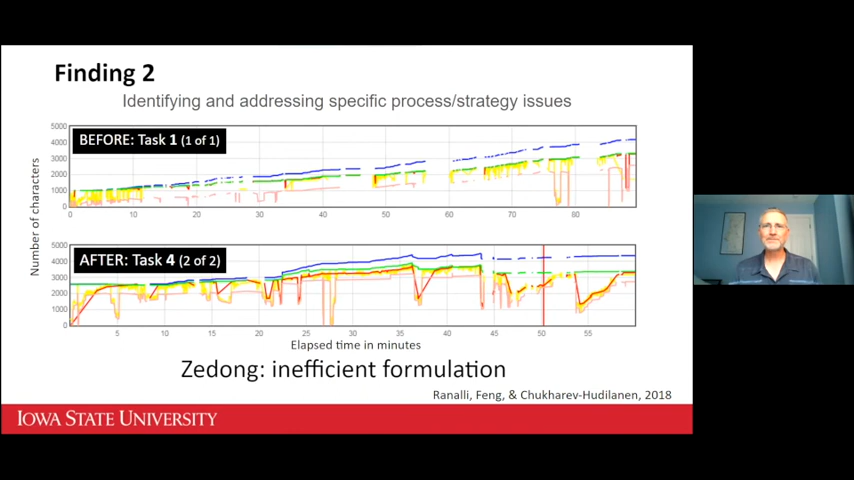 Finding 2
Identifying and addressing specific process/strategy issues
Number of characters
5000
4000
3000
2000
1000
0
BEFORE: Task 1 (1 of 1)
0 10 20 30 40 50 60 70 80
5000
4000
3000
2000
1000
0
AFTER: Task 4 (2 of 2)
5 10 15 20 25 30 35 40 45 50 55
Elapsed time in minutes
Zedong: inefficient formulation
Ranalli, Feng, & Chukharev-Hudilanen, 2018
IOWA STATE UNIVERSITY